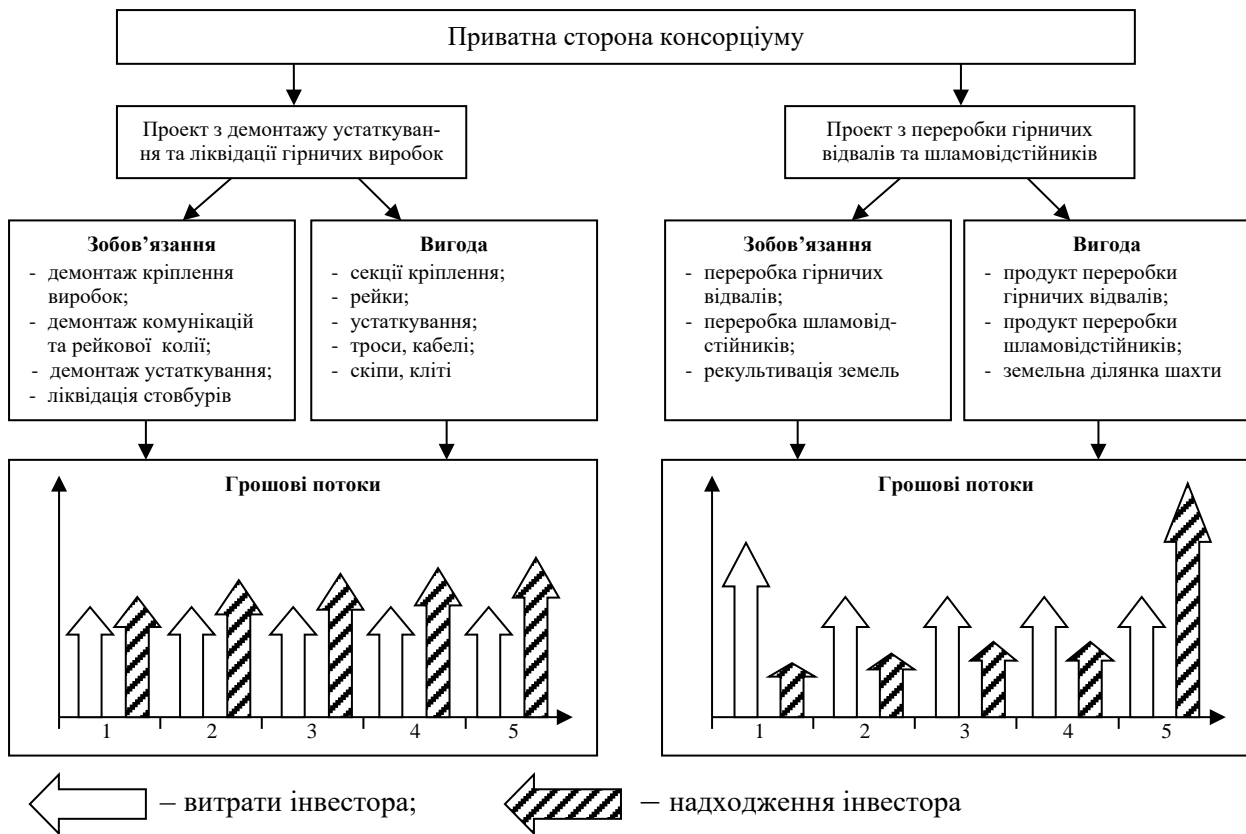 Приватна сторона консорціуму
Проект з демонтажу устаткуван-
ня та ліквідації гірничих виробок
Проект з переробки гірничих
відвалів та шламовідстійників
Зобов’язання
- демонтаж кріплення
виробок;
- демонтаж комунікацій
та рейкової колії;
- демонтаж устаткування;
- ліквідація стовбурів
Вигода
- секції кріплення;
- рейки;
- устаткування;
- троси, кабелі;
- скіпи, кліті
Зобов’язання
- переробка гірничих
відвалів;
- переробка шламовід-
стійників;
- рекультивація земель
Вигода
- продукт переробки
гірничих відвалів;
- продукт переробки
шламовідстійників;
- земельна ділянка шахти
Грошові потоки
1 2 3 4 5
Грошові потоки
1 2 3 4 5
– витрати інвестора;
– надходження інвестора